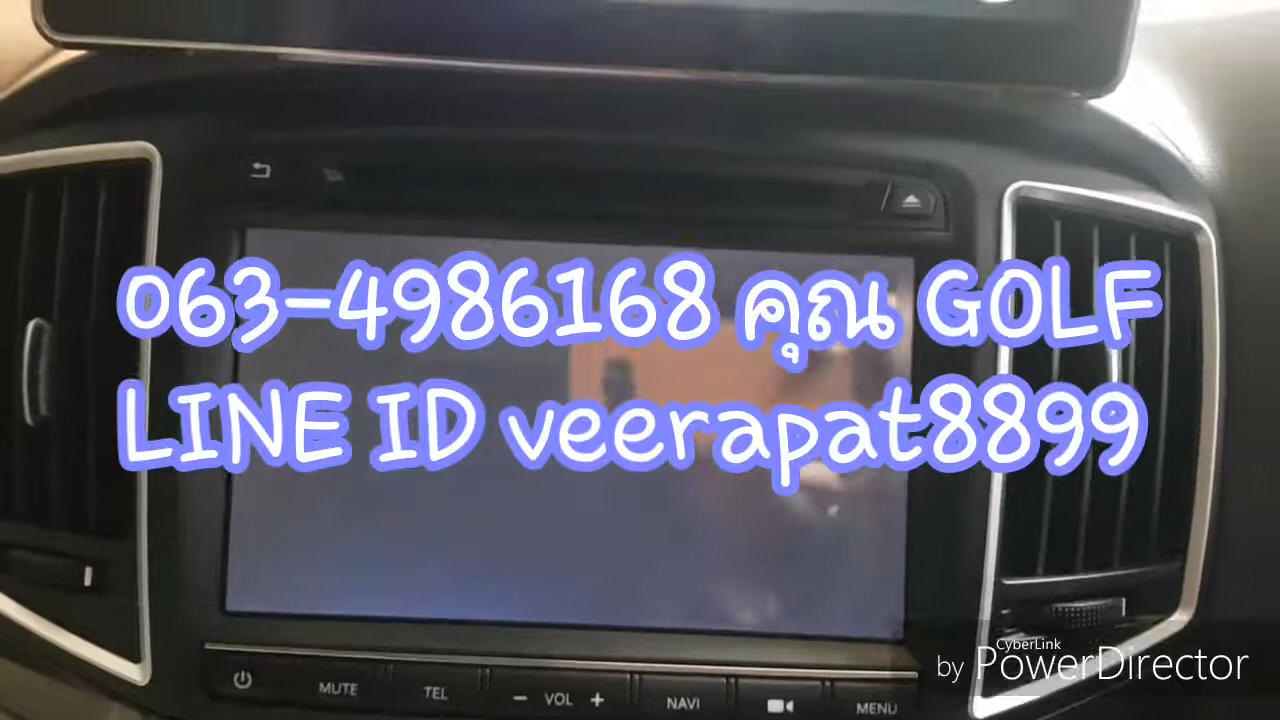 063-4986168 คุณ GOLF
LINE ID veerapat8899
MUTE TEL − VOL + NAVI MENU
CyberLink
by PowerDirector